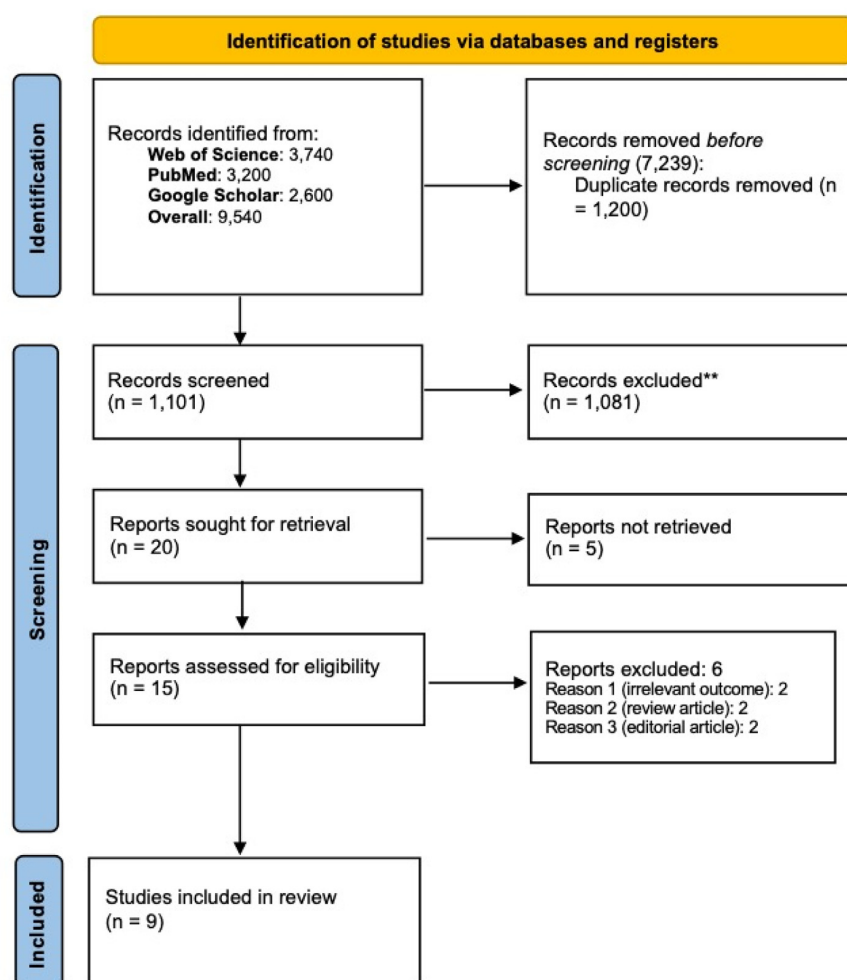 Identification of studies via databases and registers
Identification
Records identified from:
Web of Science: 3,740
PubMed: 3,200
Google Scholar: 2,600
Overall: 9,540
Records removed before
screening (7,239):
Duplicate records removed (n
= 1,200)
Screening
Records screened
(n = 1,101)
Records excluded**
(n = 1,081)
Reports sought for retrieval
(n = 20)
Reports not retrieved
(n = 5)
Reports assessed for eligibility
(n = 15)
Reports excluded: 6
Reason 1 (irrelevant outcome): 2
Reason 2 (review article): 2
Reason 3 (editorial article): 2
Included
Studies included in review
(n = 9)